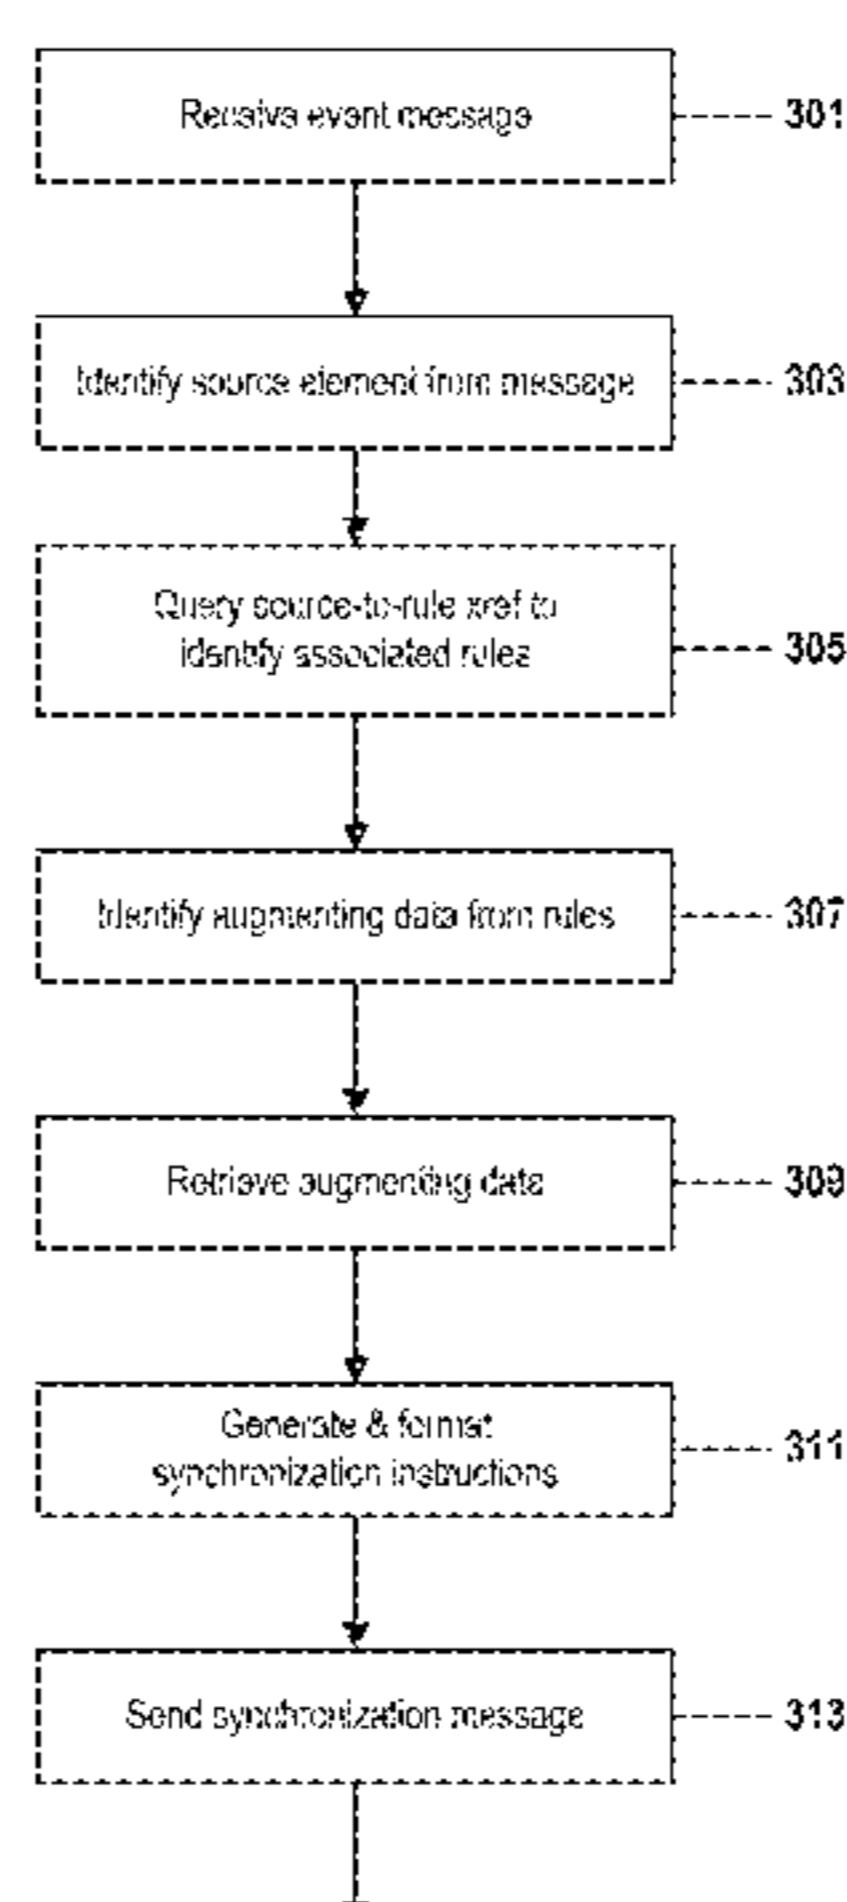 Receive event message 301
Identify source element from message 303
Query source-to-rule xref to
identify associated rules
305
Identify augmenting data from rules 307
Retrieve augmenting data 309
Generate & format
synchronization instructions
311
Send synchronization message 313